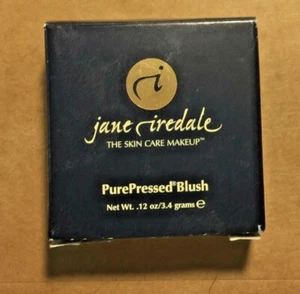 jane iredale
THE SKIN CARE MAKEUP™
PurePressed® Blush
Net Wt. .12 oz/3.4 grams ℮